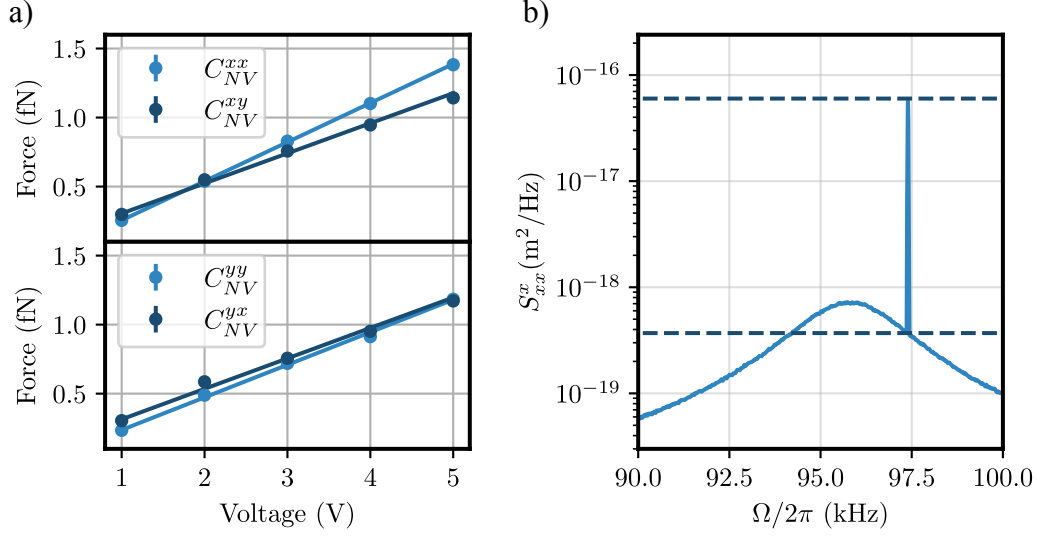 a)
1.5
1.0
0.5
Force (fN)
C_{NV}^{xx}
C_{NV}^{xy}
1.5
1.0
0.5
Force (fN)
C_{NV}^{yy}
C_{NV}^{yx}
1 2 3 4 5
Voltage (V)
b)
10^{-16}
10^{-17}
10^{-18}
10^{-19}
S_{xx}^{x}(m^2/Hz)
90.0 92.5 95.0 97.5 100.0
Ω/2π (kHz)